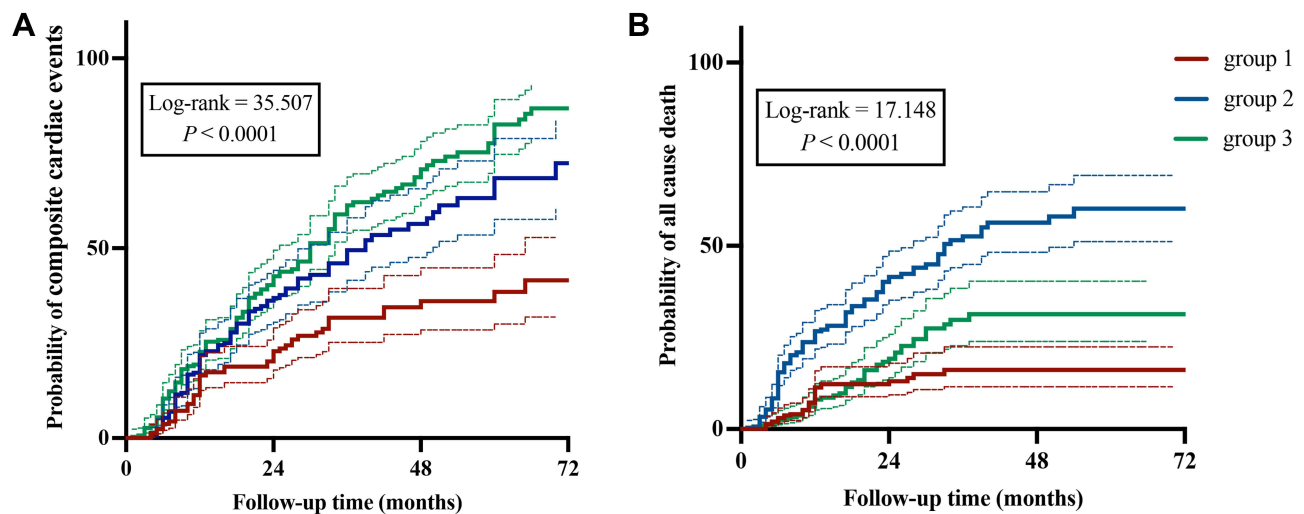 A
Probability of composite cardiac events
100
50
0
Log-rank = 35.507
P < 0.0001
0 24 48 72
Follow-up time (months)
B
Probability of all cause death
100
50
0
Log-rank = 17.148
P < 0.0001
0 24 48 72
Follow-up time (months)
group 1
group 2
group 3